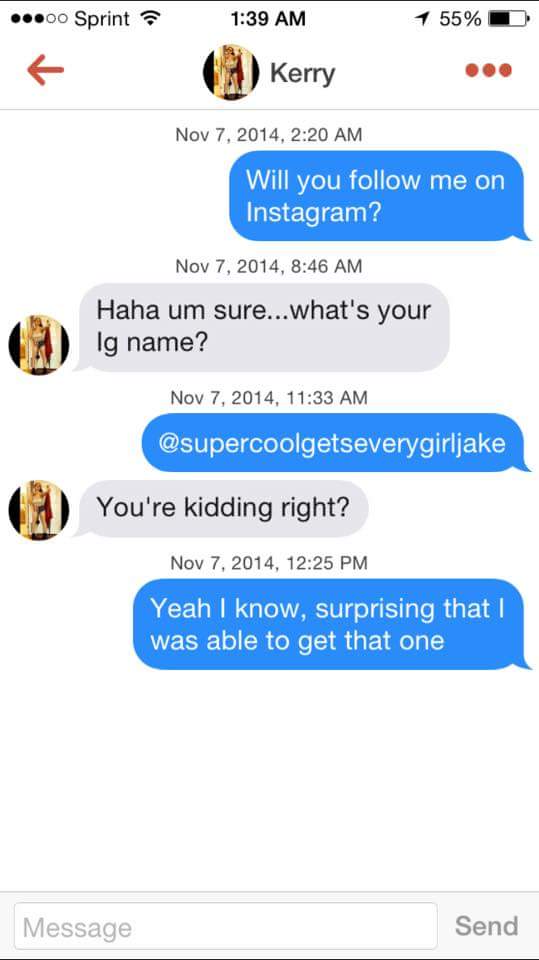 Sprint 1:39 AM 55%
Kerry
Nov 7, 2014, 2:20 AM
Will you follow me on
Instagram?
Nov 7, 2014, 8:46 AM
Haha um sure...what's your
Ig name?
Nov 7, 2014, 11:33 AM
@supercoolgetseverygirljake
You're kidding right?
Nov 7, 2014, 12:25 PM
Yeah I know, surprising that I
was able to get that one
Message Send